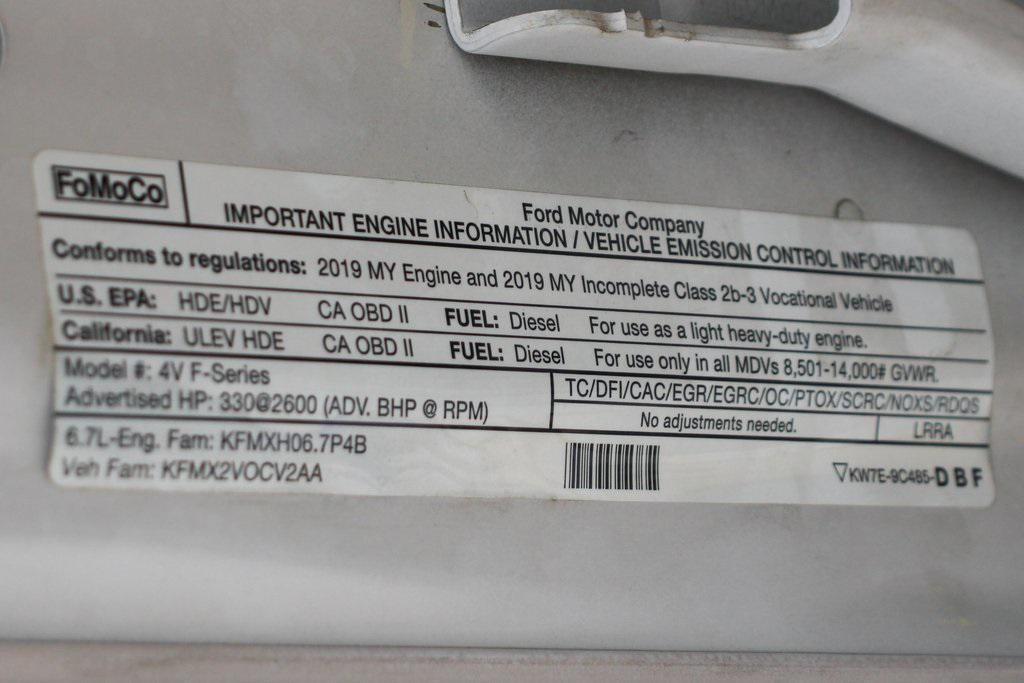 FoMoCo
Ford Motor Company
IMPORTANT ENGINE INFORMATION / VEHICLE EMISSION CONTROL INFORMATION
Conforms to regulations: 2019 MY Engine and 2019 MY Incomplete Class 2b-3 Vocational Vehicle
U.S. EPA: HDE/HDV CA OBD II FUEL: Diesel For use as a light heavy-duty engine.
California: ULEV HDE CA OBD II FUEL: Diesel For use only in all MDVs 8,501-14,000# GVWR.
Model #: 4V F-Series
Advertised HP: 330@2600 (ADV. BHP @ RPM)
TC/DFI/CAC/EGR/EGRC/OC/PTOX/SCRC/NOXS/RDQS
No adjustments needed. LRRA
6.7L-Eng. Fam: KFMXH06.7P4B
Veh Fam: KFMX2VOCV2AA
▽KW7E-9C485-DBF